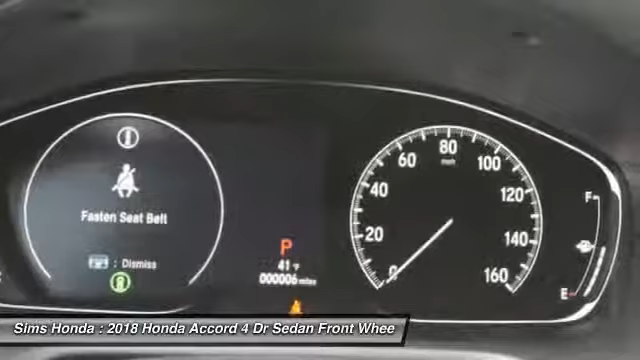 Fasten Seat Belt
: Dismiss
P
41°F
000006 miles
0
20
40
60
80
mph
100
120
140
160
F
E
Sims Honda : 2018 Honda Accord 4 Dr Sedan Front Whee